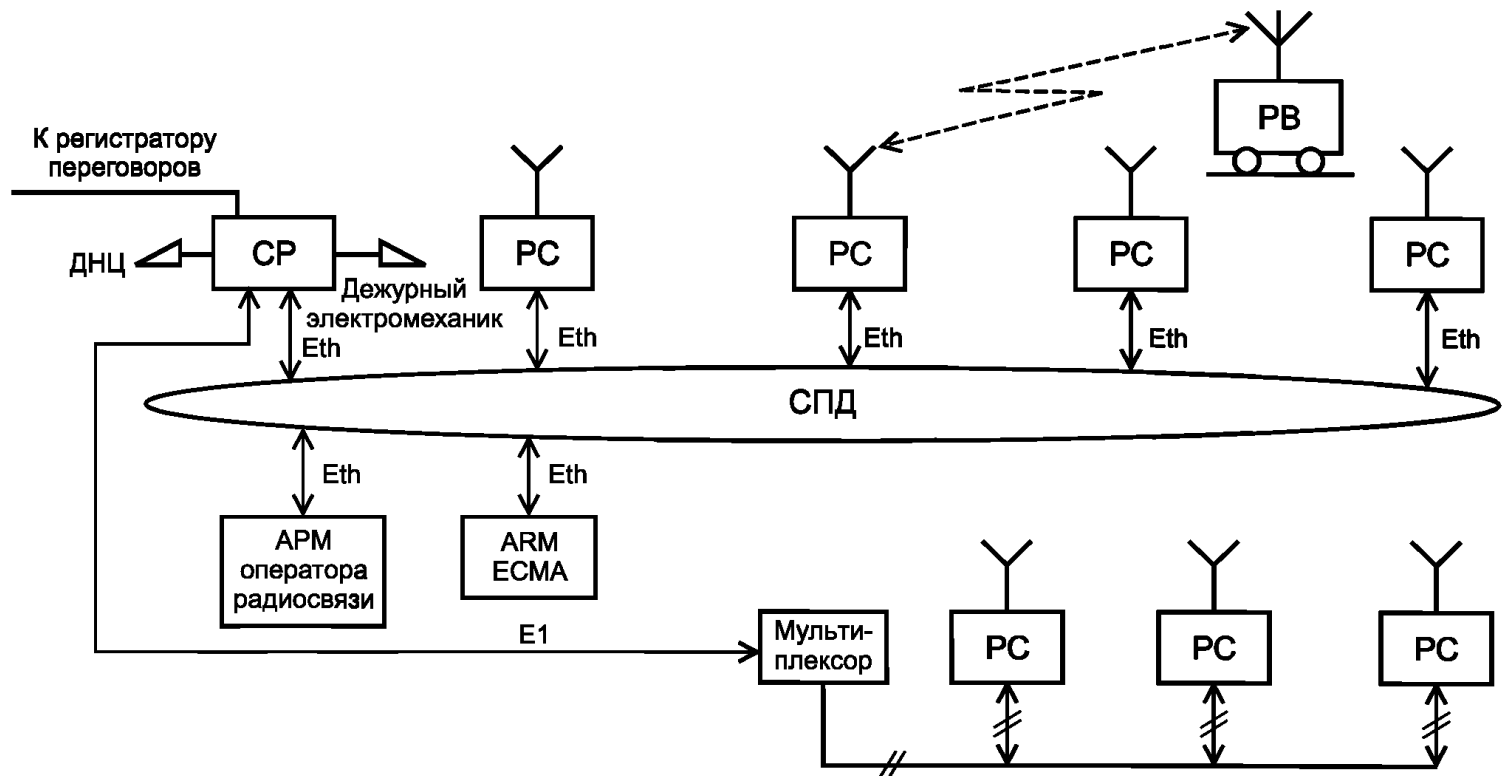 РВ
К регистратору
переговоров
ДНЦ
СР
РС
РС
РС
РС
Дежурный
электромеханик
Eth
Eth
Eth
Eth
Eth
СПД
Eth
Eth
АРМ
оператора
радиосвязи
ARM
ECMA
E1
Мульти-
плексор
РС
РС
РС